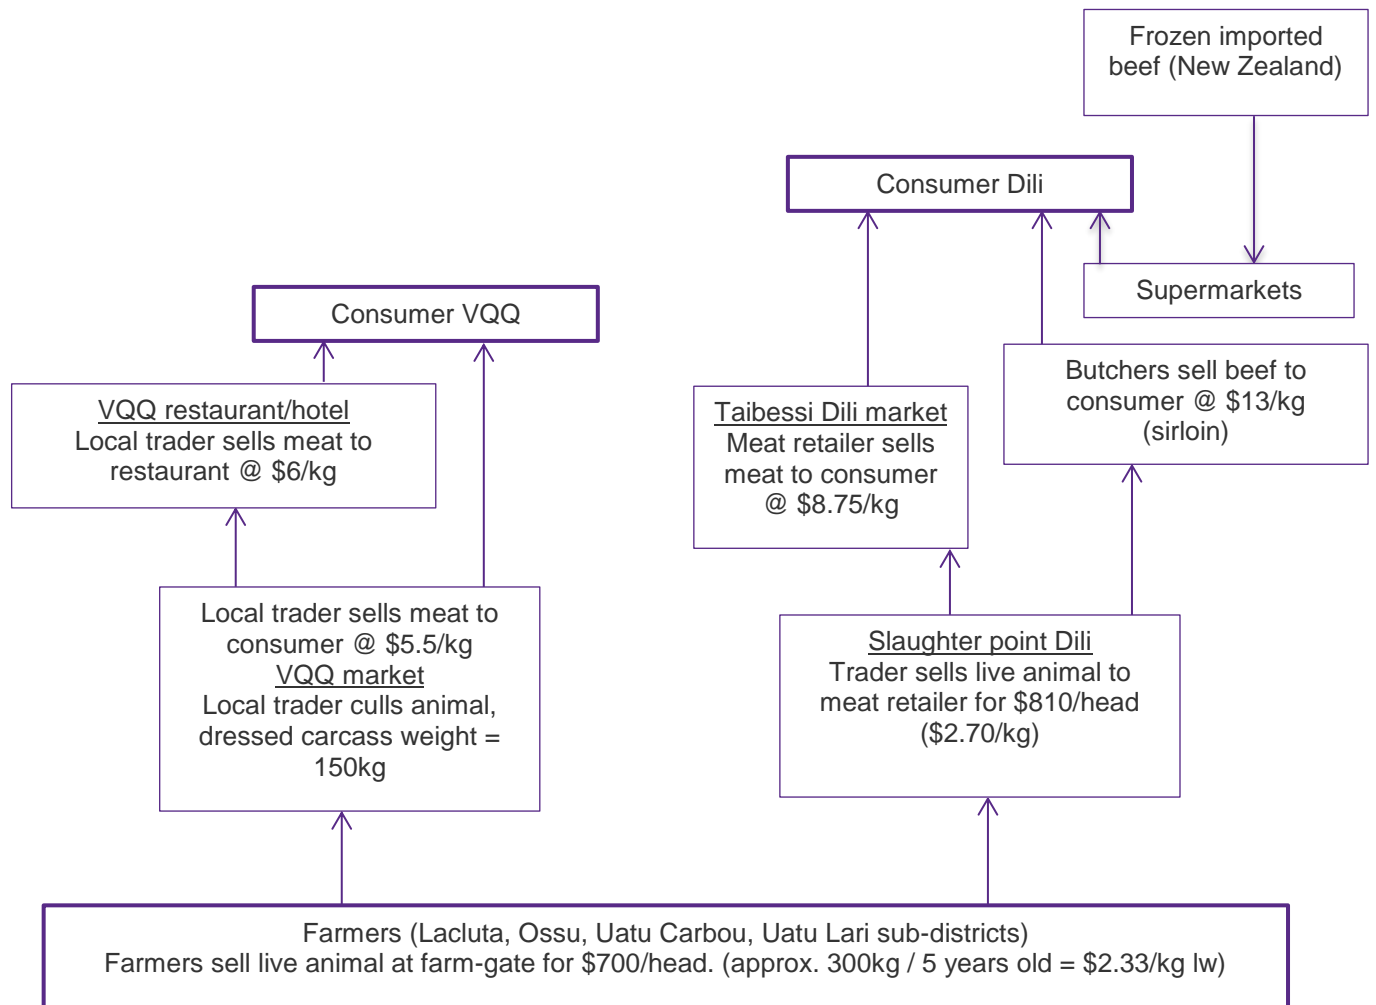 Frozen imported
beef (New Zealand)
Consumer Dili
Supermarkets
Consumer VQQ
Butchers sell beef to
consumer @ $13/kg
(sirloin)
VQQ restaurant/hotel
Local trader sells meat to
restaurant @ $6/kg
Taibessi Dili market
Meat retailer sells
meat to consumer
@ $8.75/kg
Local trader sells meat to
consumer @ $5.5/kg
VQQ market
Local trader culls animal,
dressed carcass weight =
150kg
Slaughter point Dili
Trader sells live animal to
meat retailer for $810/head
($2.70/kg)
Farmers (Lacluta, Ossu, Uatu Carbou, Uatu Lari sub-districts)
Farmers sell live animal at farm-gate for $700/head. (approx. 300kg / 5 years old = $2.33/kg lw)